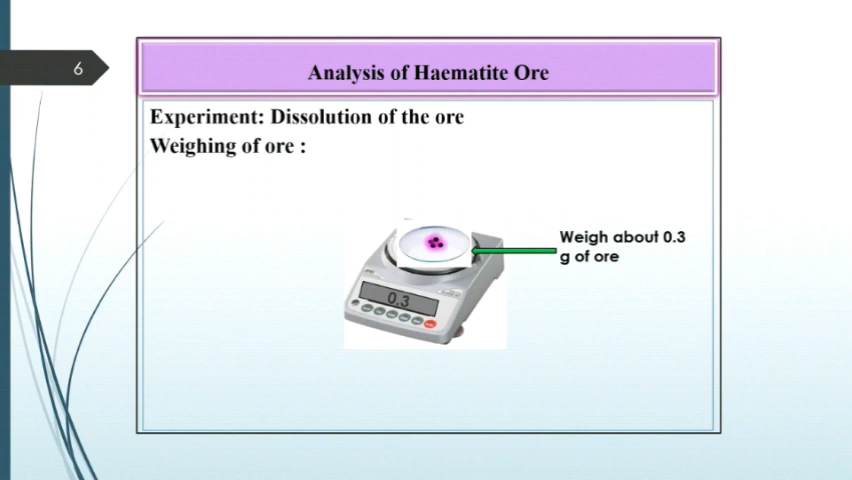 6
Analysis of Haematite Ore
Experiment: Dissolution of the ore
Weighing of ore :
Weigh about 0.3
g of ore
0.3